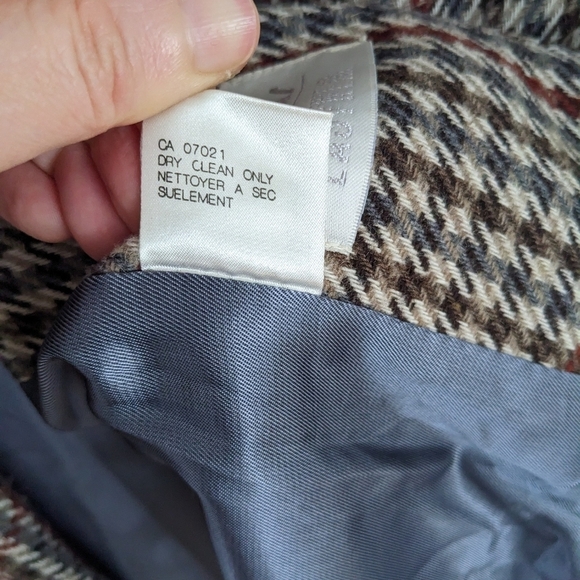 CA 07021
DRY CLEAN ONLY
NETTOYER A SEC
SUELEMENT